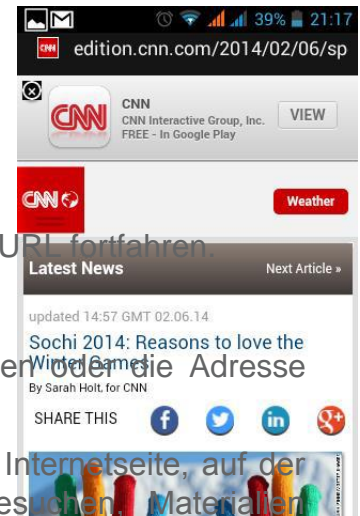 39% 21:17
edition.cnn.com/2014/02/06/sp
CNN
CNN
CNN Interactive Group, Inc.
FREE - In Google Play
VIEW
CNN
Weather
URL fortfahren.
Latest News
Next Article »
updated 14:57 GMT 02.06.14
Sochi 2014: Reasons to love the
Winter Games
en oder die Adresse
By Sarah Holt, for CNN
SHARE THIS
Internetseite, auf der
esuchen, Materialien